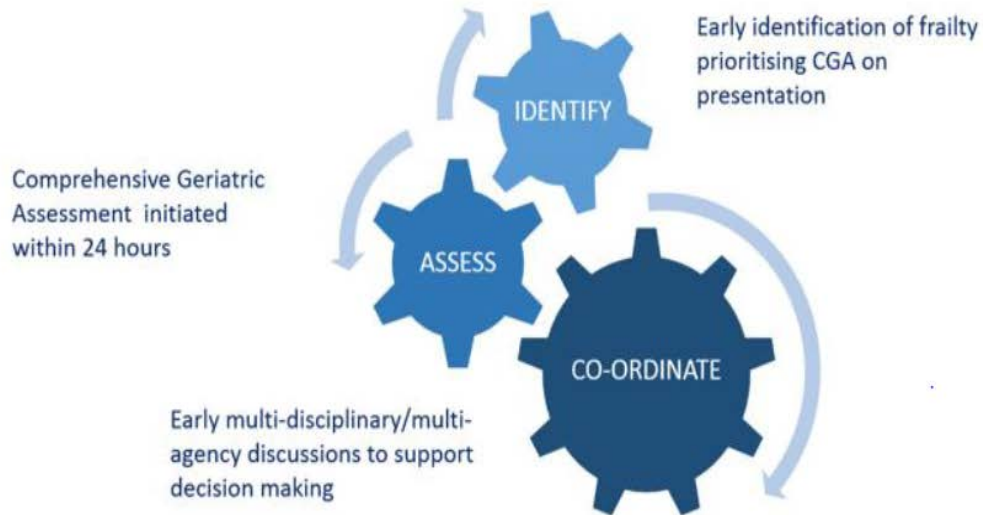 Early identification of frailty
prioritising CGA on
presentation
IDENTIFY
Comprehensive Geriatric
Assessment initiated
within 24 hours
ASSESS
CO-ORDINATE
Early multi-disciplinary/multi-
agency discussions to support
decision making